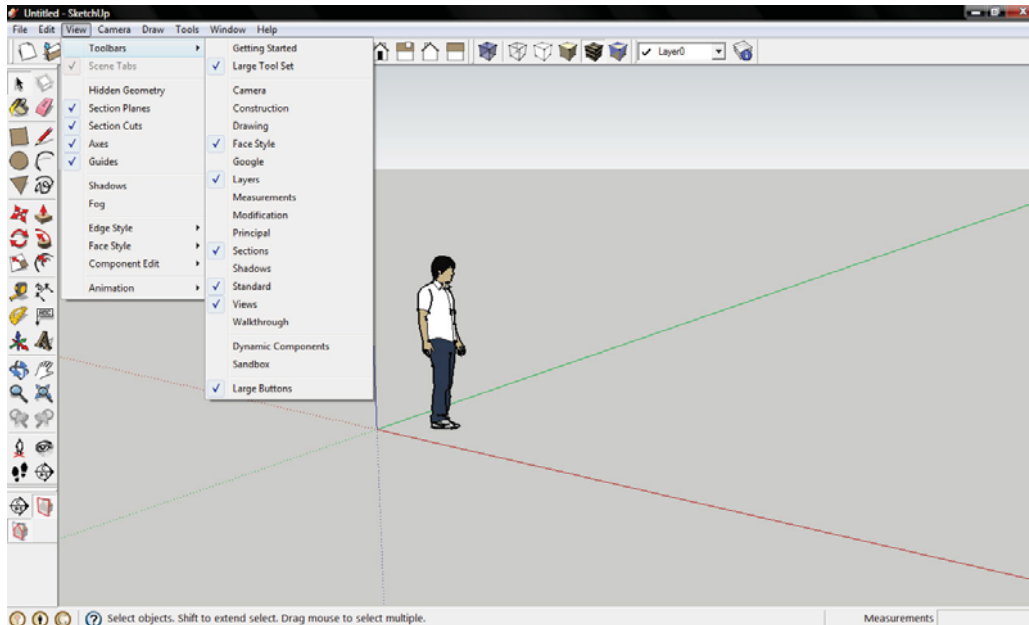 Untitled - SketchUp
File Edit View Camera Draw Tools Window Help
Layer0
Toolbars
Scene Tabs
Hidden Geometry
Section Planes
Section Cuts
Axes
Guides
Shadows
Fog
Edge Style
Face Style
Component Edit
Animation
Getting Started
Large Tool Set
Camera
Construction
Drawing
Face Style
Google
Layers
Measurements
Modification
Principal
Sections
Shadows
Standard
Views
Walkthrough
Dynamic Components
Sandbox
Large Buttons
ABC
Select objects. Shift to extend select. Drag mouse to select multiple.
Measurements